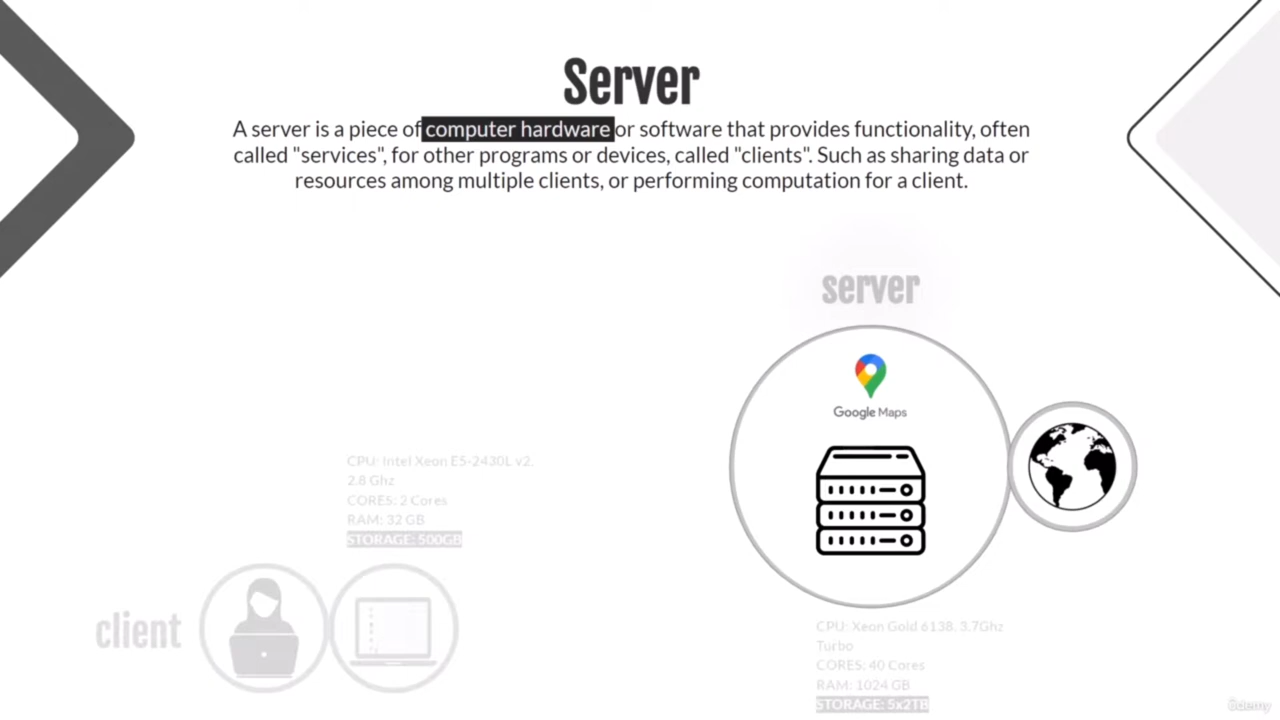 Server
A server is a piece of computer hardware or software that provides functionality, often
called "services", for other programs or devices, called "clients". Such as sharing data or
resources among multiple clients, or performing computation for a client.
server
Google Maps
CPU: Intel Xeon E5-2430L v2.
2.8 Ghz
CORES: 2 Cores
RAM: 32 GB
STORAGE: 500GB
client
CPU: Xeon Gold 6138. 3.7Ghz
Turbo
CORES: 40 Cores
RAM: 1024 GB
STORAGE: 5x2TB
Udemy